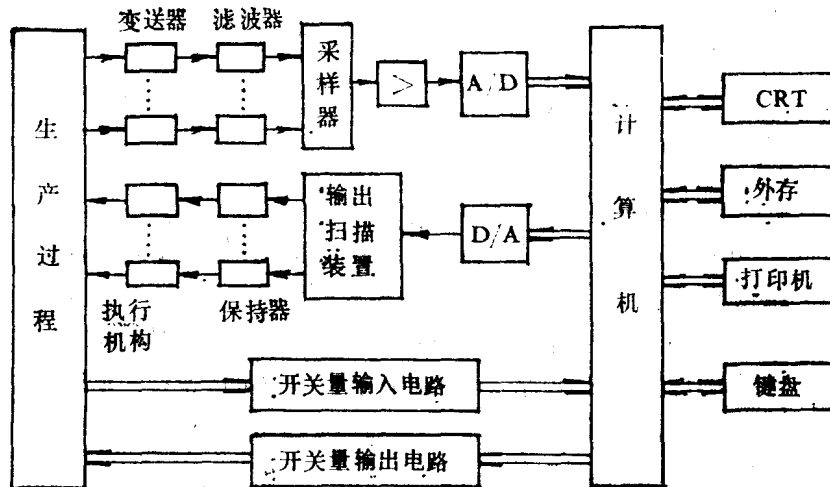 变送器
滤波器
生产过程
采样器
>
A/D
计算机
CRT
输出
扫描
装置
D/A
外存
打印机
执行
机构
保持器
开关量输入电路
键盘
开关量输出电路